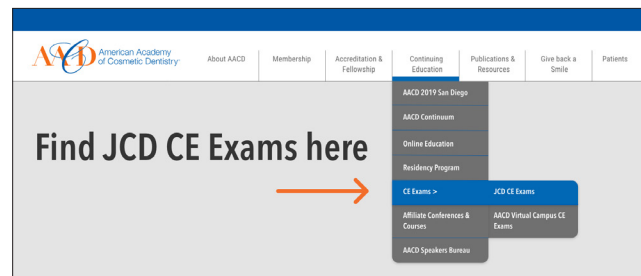 AACD
American Academy
of Cosmetic Dentistry
About AACD
Membership
Accreditation &
Fellowship
Continuing
Education
Publications &
Resources
Give back a
Smile
Patients
AACD 2019 San Diego
AACD Continuum
Online Education
Residency Program
CE Exams >
JCD CE Exams
Affiliate Conferences &
Courses
AACD Virtual Campus CE
Exams
AACD Speakers Bureau
Find JCD CE Exams here